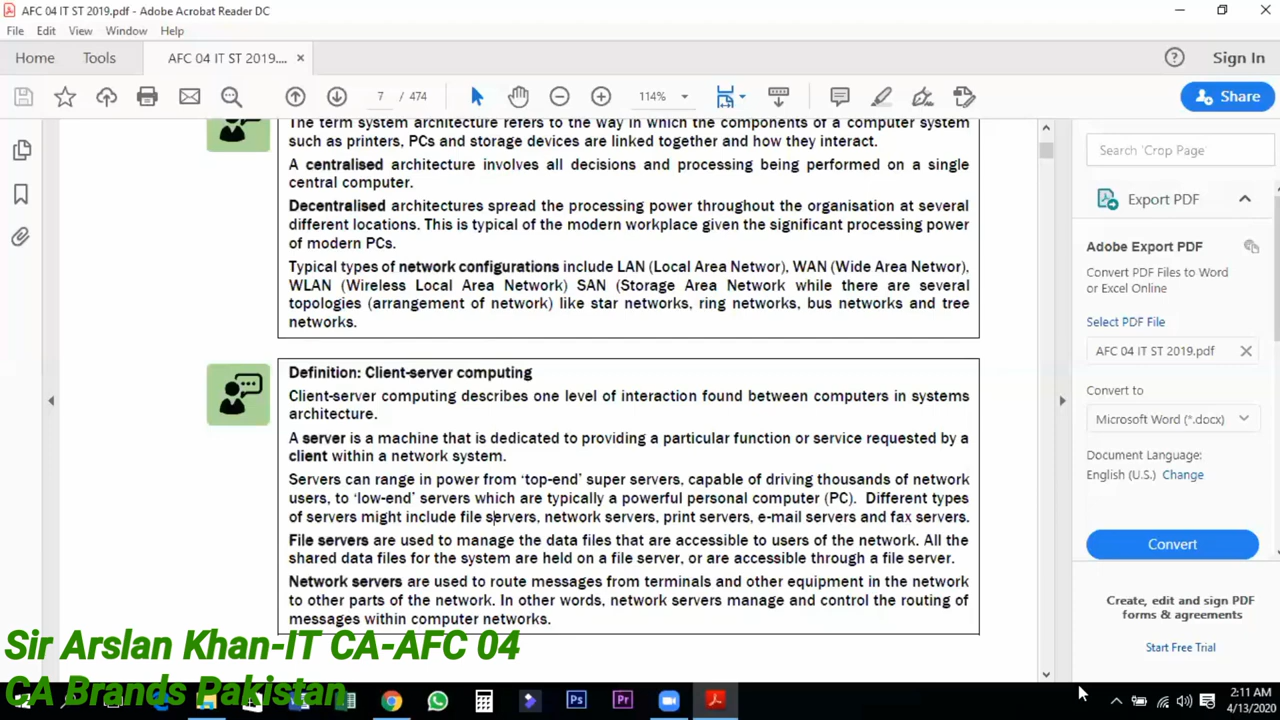 AFC 04 IT ST 2019.pdf - Adobe Acrobat Reader DC
File Edit View Window Help
Home Tools AFC 04 IT ST 2019.... × Sign In
7 / 474 114% Share
The term system architecture refers to the way in which the components of a computer system
such as printers, PCs and storage devices are linked together and how they interact.
A centralised architecture involves all decisions and processing being performed on a single
central computer.
Decentralised architectures spread the processing power throughout the organisation at several
different locations. This is typical of the modern workplace given the significant processing power
of modern PCs.
Typical types of network configurations include LAN (Local Area Networ), WAN (Wide Area Networ),
WLAN (Wireless Local Area Network) SAN (Storage Area Network while there are several
topologies (arrangement of network) like star networks, ring networks, bus networks and tree
networks.
Definition: Client-server computing
Client-server computing describes one level of interaction found between computers in systems
architecture.
A server is a machine that is dedicated to providing a particular function or service requested by a
client within a network system.
Servers can range in power from ‘top-end’ super servers, capable of driving thousands of network
users, to ‘low-end’ servers which are typically a powerful personal computer (PC). Different types
of servers might include file servers, network servers, print servers, e-mail servers and fax servers.
File servers are used to manage the data files that are accessible to users of the network. All the
shared data files for the system are held on a file server, or are accessible through a file server.
Network servers are used to route messages from terminals and other equipment in the network
to other parts of the network. In other words, network servers manage and control the routing of
messages within computer networks.
Search 'Crop Page'
Export PDF
Adobe Export PDF
Convert PDF Files to Word
or Excel Online
Select PDF File
AFC 04 IT ST 2019.pdf
Convert to
Microsoft Word (*.docx)
Document Language:
English (U.S.) Change
Convert
Create, edit and sign PDF
forms & agreements
Start Free Trial
Sir Arslan Khan-IT CA-AFC 04
CA Brands Pakistan
Ps Pr
2:11 AM
4/13/2020